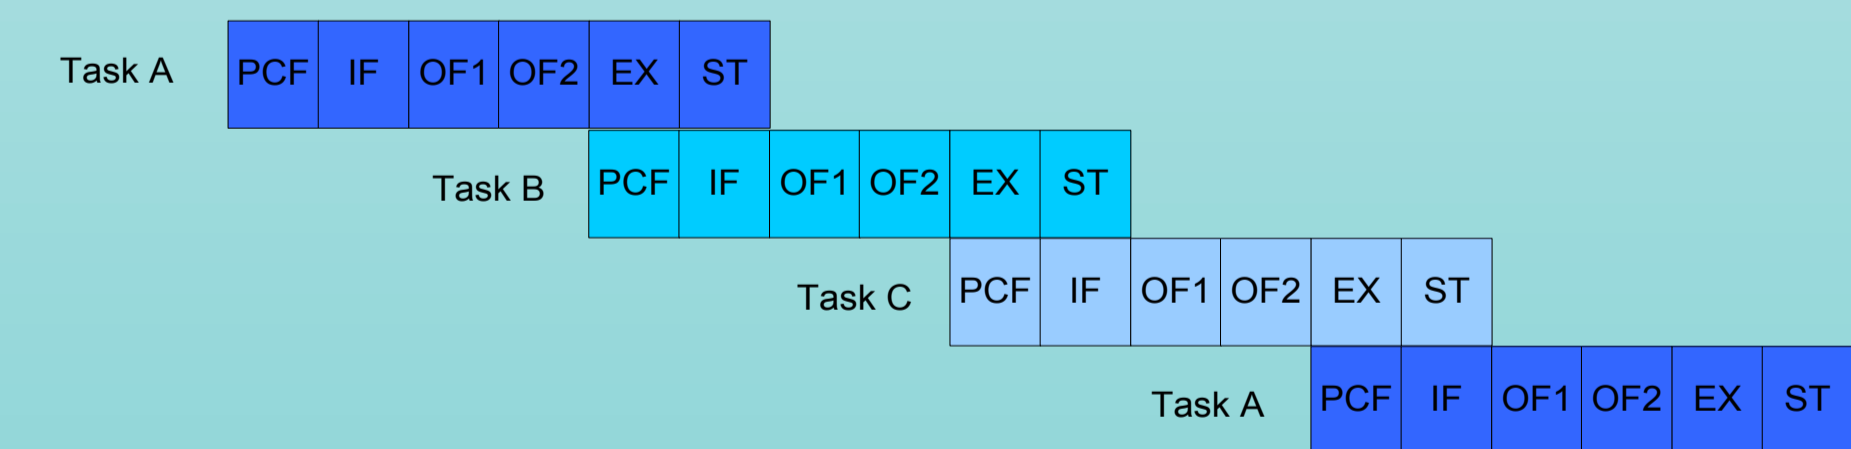 Task A PCF IF OF1 OF2 EX ST
Task B PCF IF OF1 OF2 EX ST
Task C PCF IF OF1 OF2 EX ST
Task A PCF IF OF1 OF2 EX ST